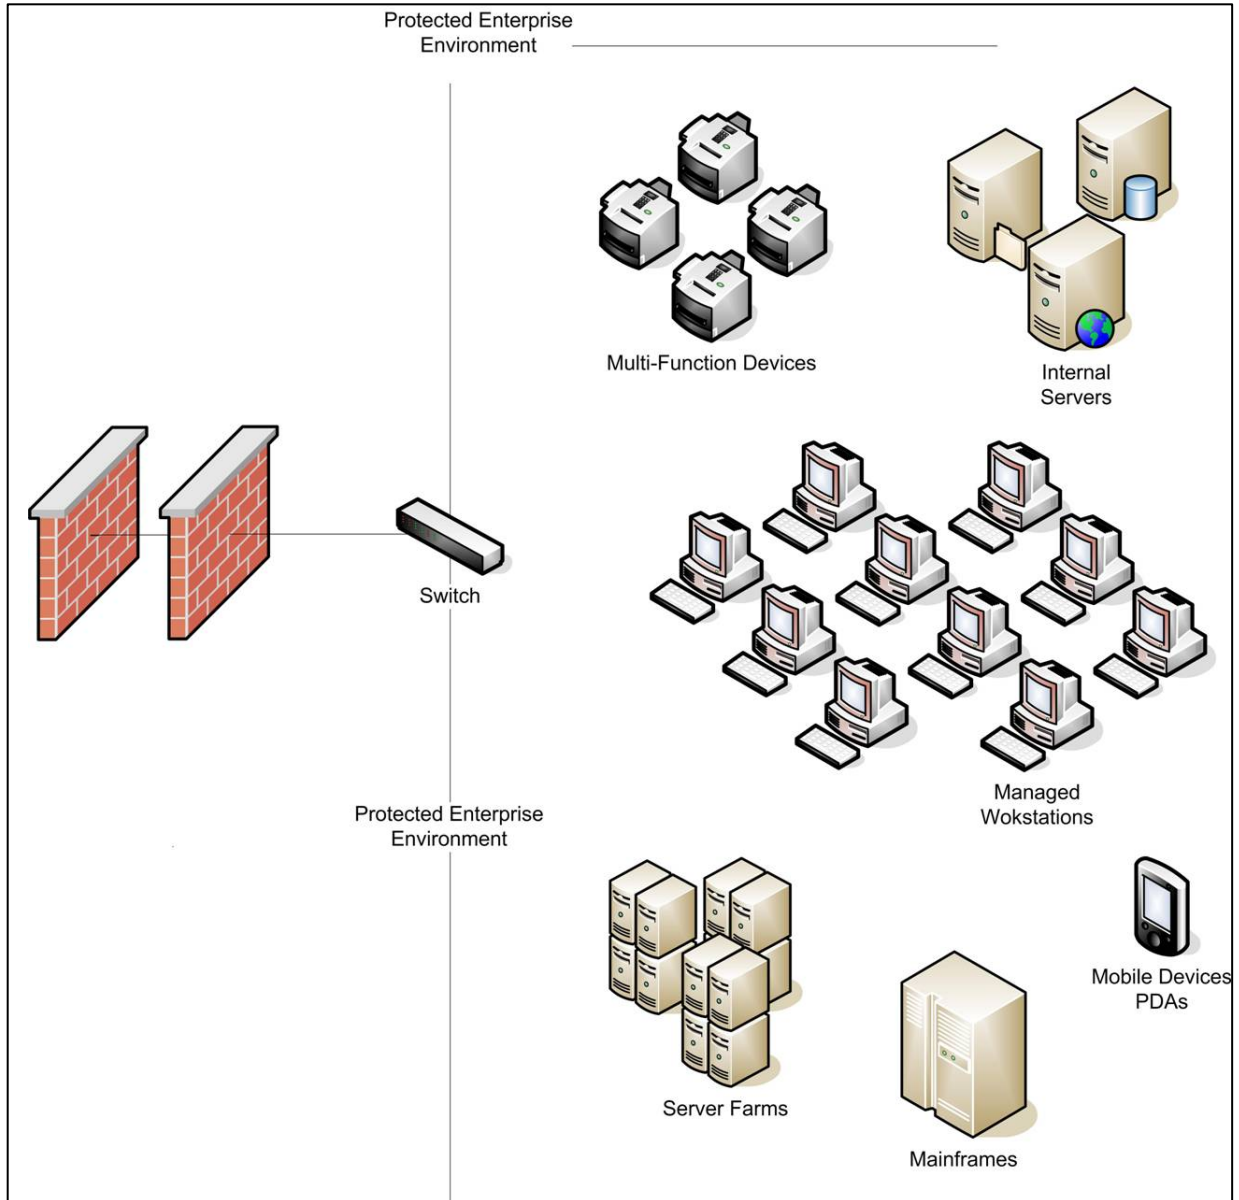 Protected Enterprise
Environment
Multi-Function Devices
Internal
Servers
Switch
Managed
Wokstations
Protected Enterprise
Environment
Mobile Devices
PDAs
Server Farms
Mainframes